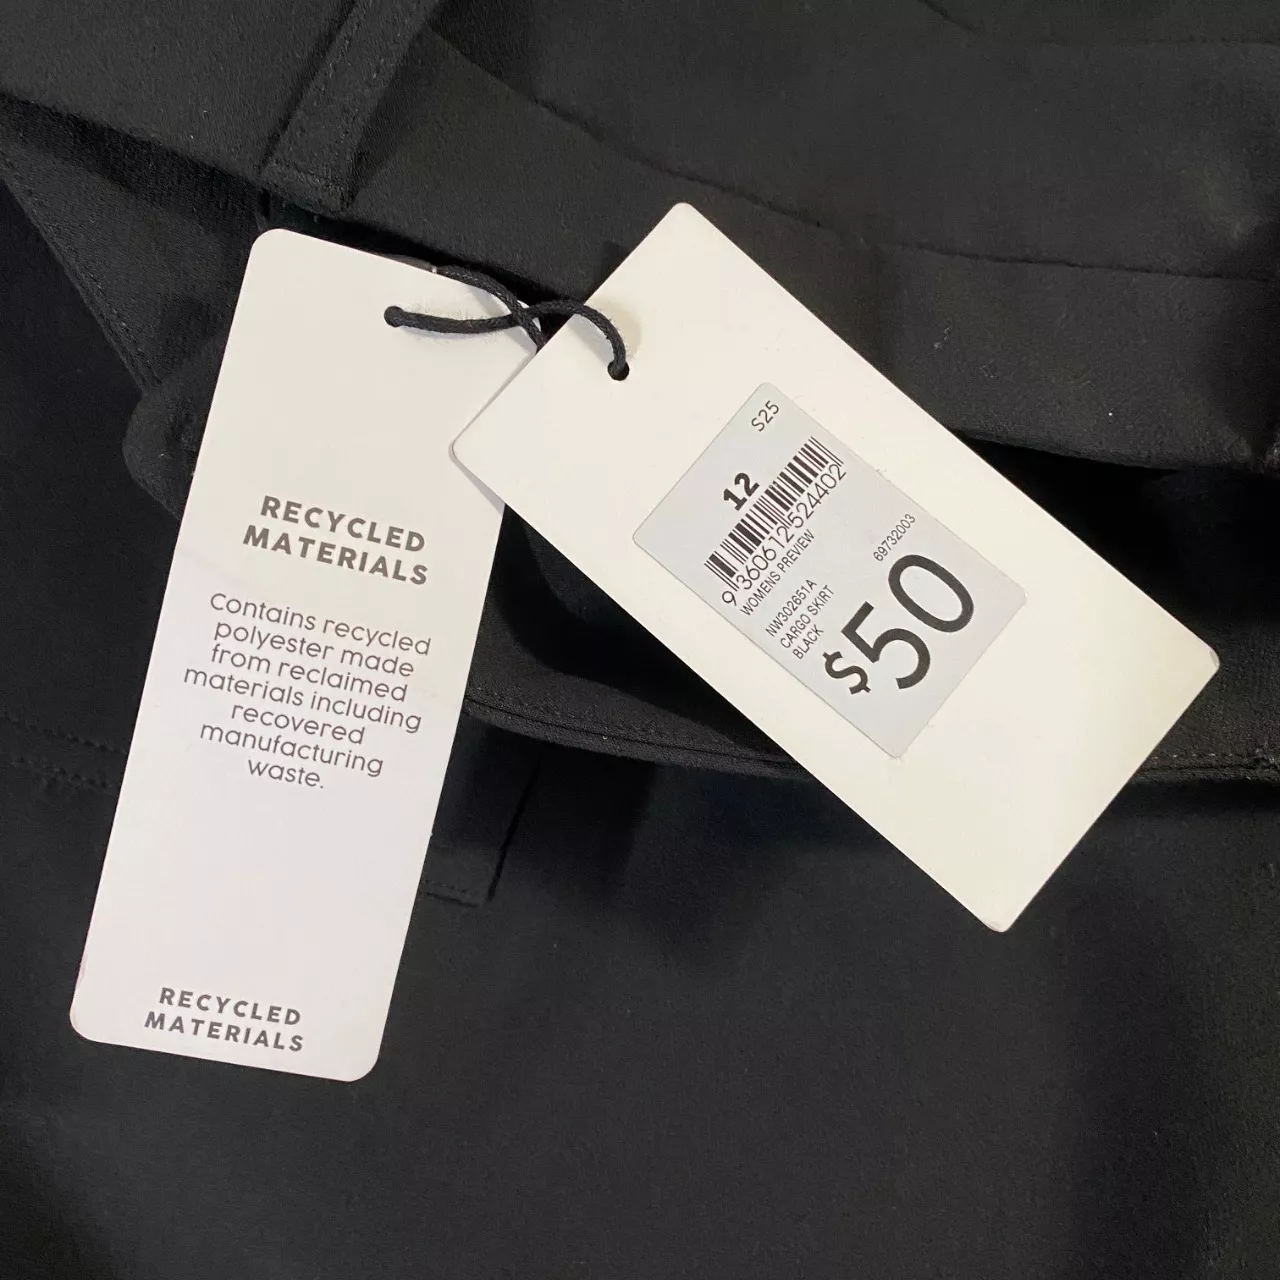 RECYCLED
MATERIALS
Contains recycled
polyester made
from reclaimed
materials including
recovered
manufacturing
waste.
RECYCLED
MATERIALS
S25
12
9 360612 524402
WOMENS PREVIEW
69732003
NW302651A
CARGO SKIRT
BLACK
$50